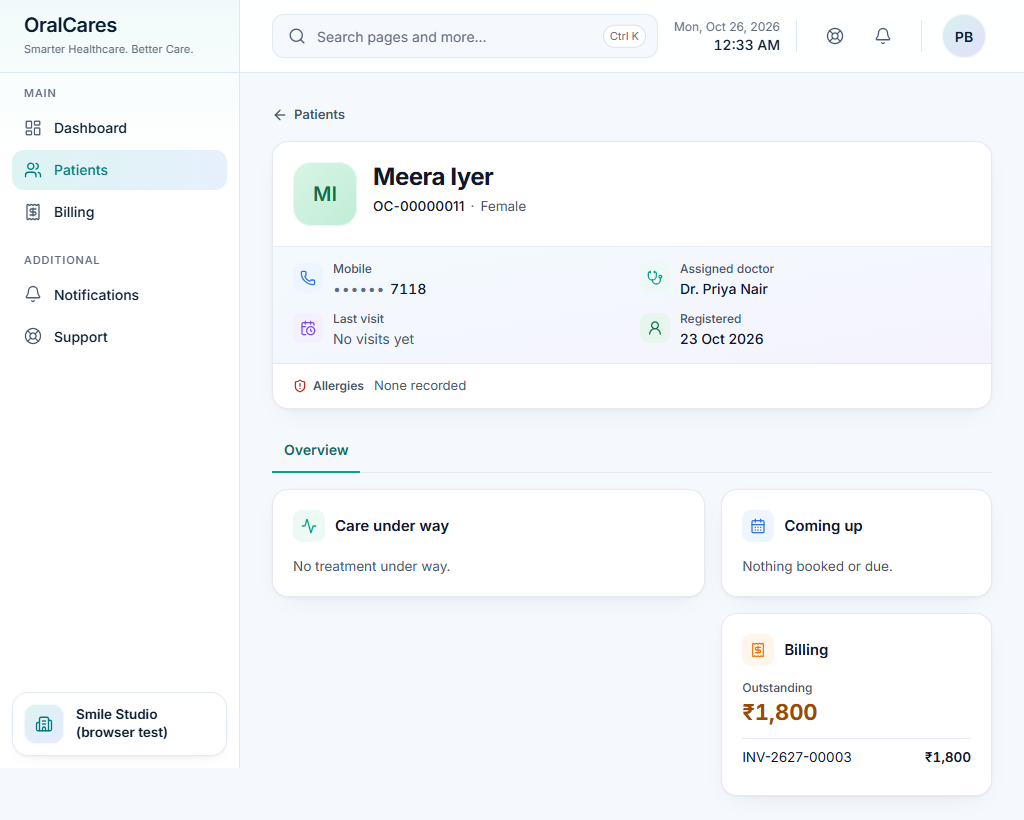 OralCares
Smarter Healthcare. Better Care.
Search pages and more...
Ctrl K
Mon, Oct 26, 2026
12:33 AM
PB
MAIN
Dashboard
Patients
Billing
ADDITIONAL
Notifications
Support
Smile Studio
(browser test)
Patients
MI
Meera Iyer
OC-00000011 · Female
Mobile
•••••• 7118
Assigned doctor
Dr. Priya Nair
Last visit
No visits yet
Registered
23 Oct 2026
Allergies None recorded
Overview
Care under way
No treatment under way.
Coming up
Nothing booked or due.
Billing
Outstanding
₹1,800
INV-2627-00003 ₹1,800